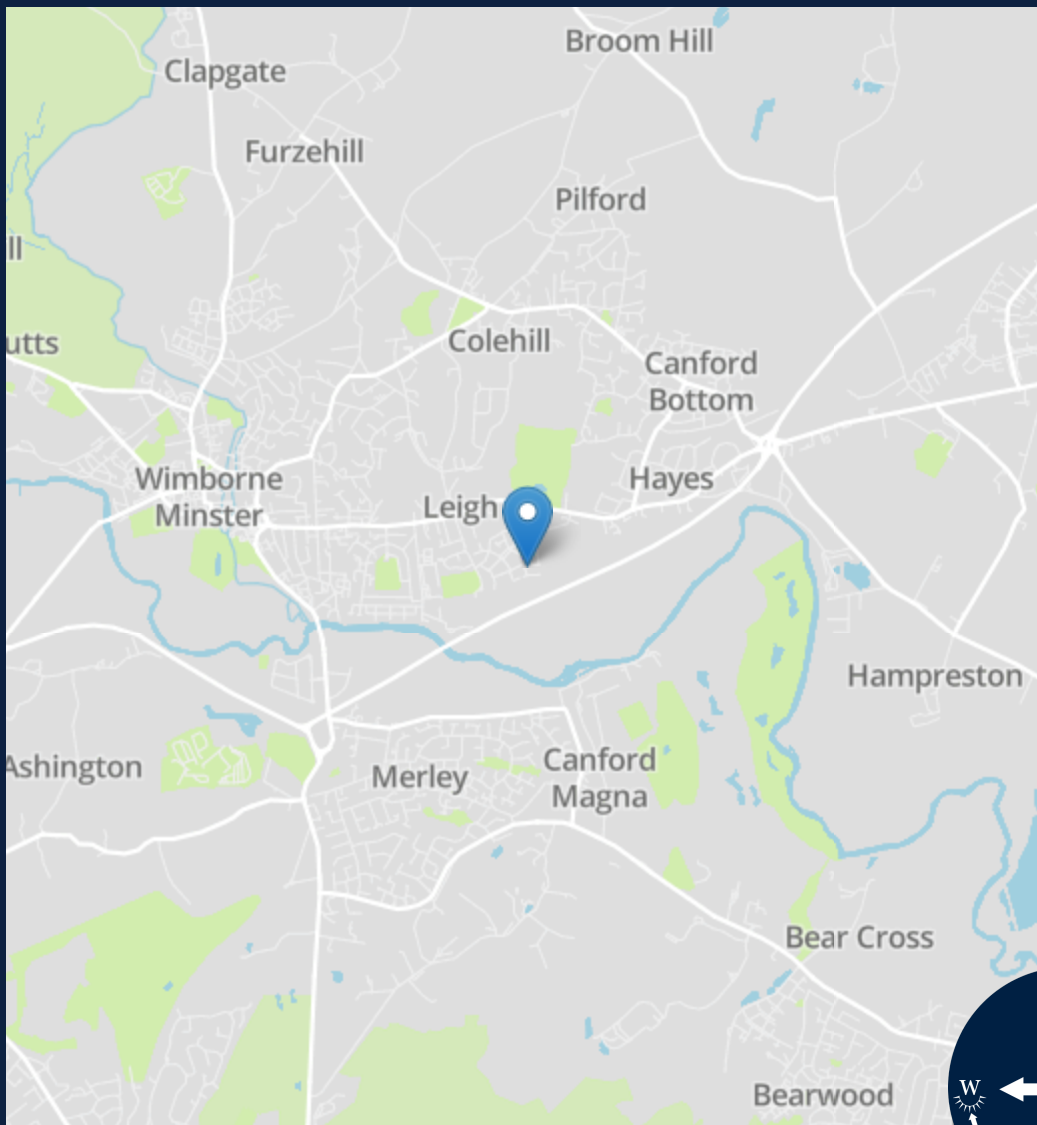 Broom Hill
Clapgate
Furzehill
Pilford
ll
utts
Colehill
Canford
Bottom
Wimborne
Minster
Hayes
Leigh
Hampreston
Ashington
Merley
Canford
Magna
Bear Cross
Bearwood
W